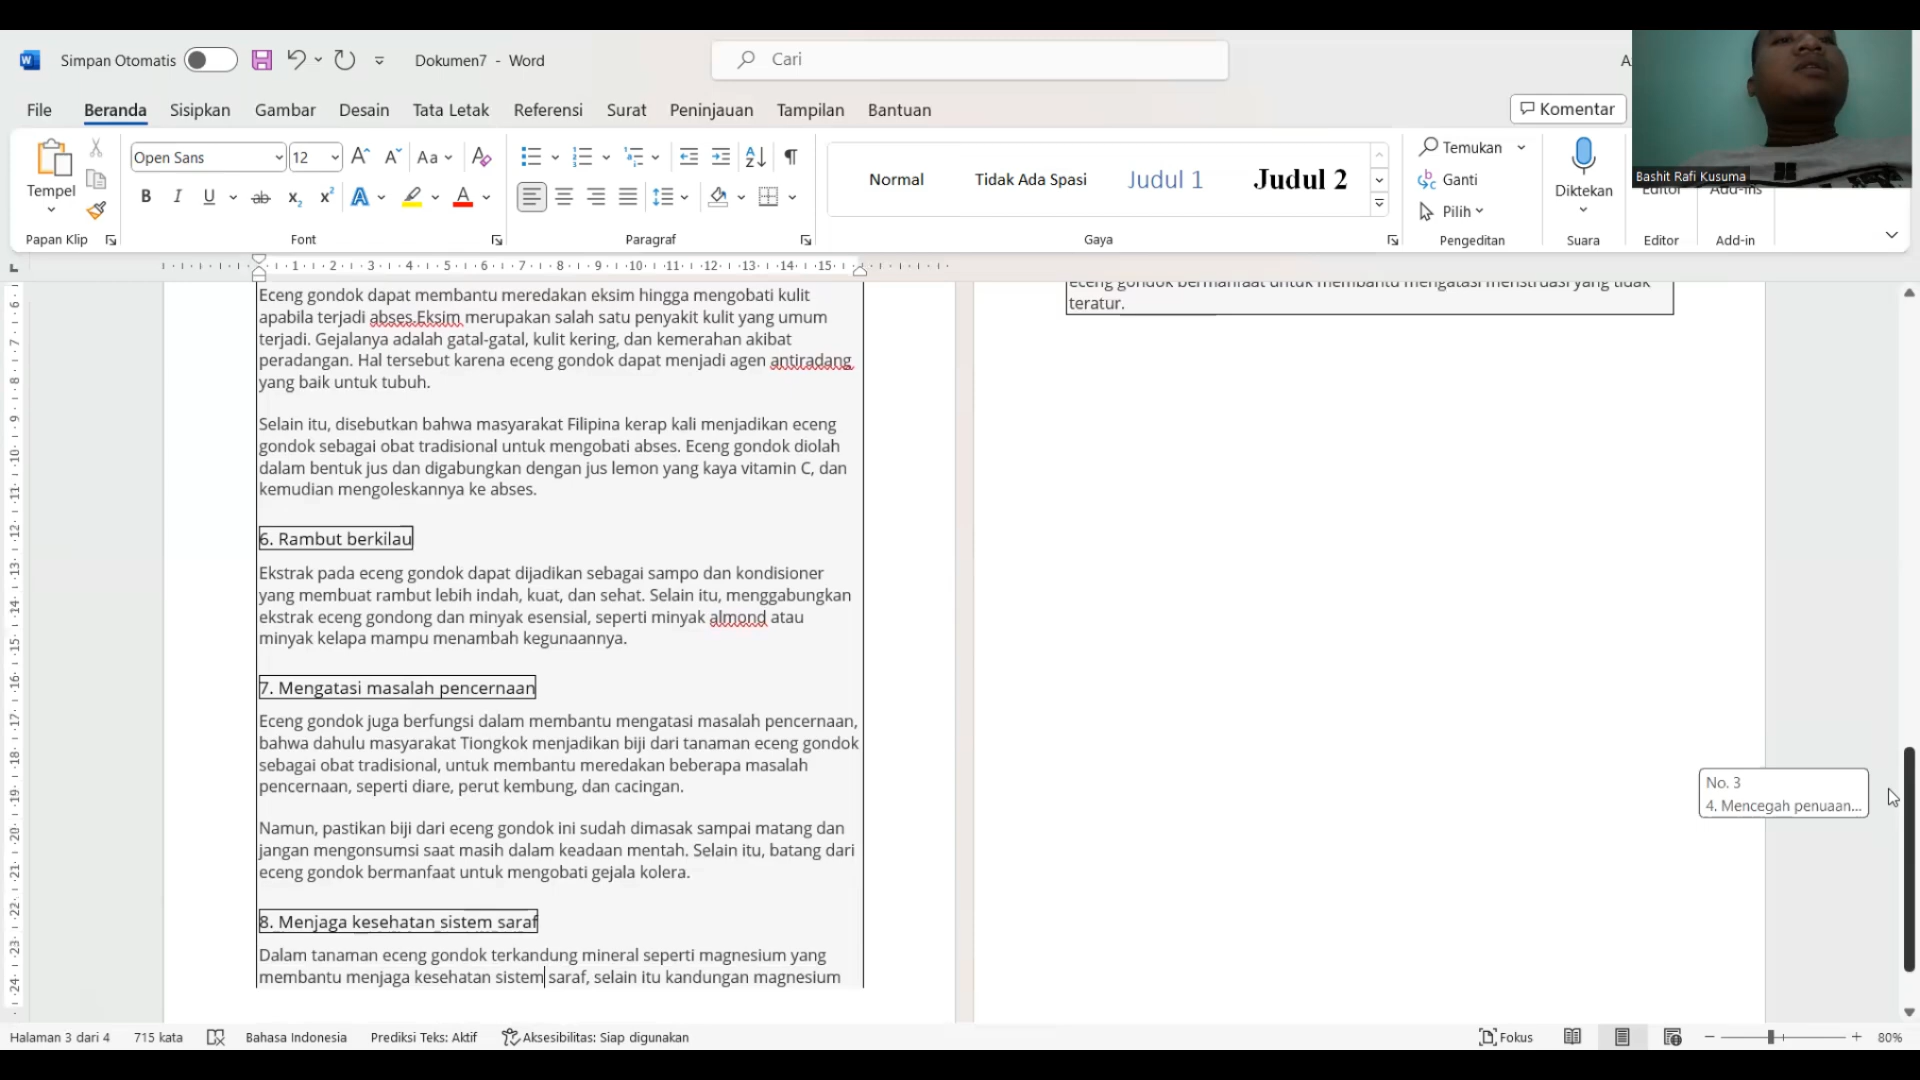 Simpan Otomatis
Dokumen7 - Word
Cari
File Beranda Sisipkan Gambar Desain Tata Letak Referensi Surat Peninjauan Tampilan Bantuan
Komentar
Bashit Rafi Kusuma
Tempel
Papan Klip
Open Sans 12
Font
Paragraf
Normal
Tidak Ada Spasi
Judul 1
Judul 2
Gaya
Temukan
Ganti
Pilih
Pengeditan
Diktekan
Suara
Editor
Editor
Add-ins
Add-in
Eceng gondok dapat membantu meredakan eksim hingga mengobati kulit
apabila terjadi abses.Eksim merupakan salah satu penyakit kulit yang umum
terjadi. Gejalanya adalah gatal-gatal, kulit kering, dan kemerahan akibat
peradangan. Hal tersebut karena eceng gondok dapat menjadi agen antiradang
yang baik untuk tubuh.
Selain itu, disebutkan bahwa masyarakat Filipina kerap kali menjadikan eceng
gondok sebagai obat tradisional untuk mengobati abses. Eceng gondok diolah
dalam bentuk jus dan digabungkan dengan jus lemon yang kaya vitamin C, dan
kemudian mengoleskannya ke abses.
6. Rambut berkilau
Ekstrak pada eceng gondok dapat dijadikan sebagai sampo dan kondisioner
yang membuat rambut lebih indah, kuat, dan sehat. Selain itu, menggabungkan
ekstrak eceng gondong dan minyak esensial, seperti minyak almond atau
minyak kelapa mampu menambah kegunaannya.
7. Mengatasi masalah pencernaan
Eceng gondok juga berfungsi dalam membantu mengatasi masalah pencernaan,
bahwa dahulu masyarakat Tiongkok menjadikan biji dari tanaman eceng gondok
sebagai obat tradisional, untuk membantu meredakan beberapa masalah
pencernaan, seperti diare, perut kembung, dan cacingan.
Namun, pastikan biji dari eceng gondok ini sudah dimasak sampai matang dan
jangan mengonsumsi saat masih dalam keadaan mentah. Selain itu, batang dari
eceng gondok bermanfaat untuk mengobati gejala kolera.
8. Menjaga kesehatan sistem saraf
Dalam tanaman eceng gondok terkandung mineral seperti magnesium yang
membantu menjaga kesehatan sistem saraf, selain itu kandungan magnesium
eceng gondok bermanfaat untuk membantu mengatasi menstruasi yang tidak
teratur.
No. 3
4. Mencegah penuaan...
Halaman 3 dari 4 715 kata Bahasa Indonesia Prediksi Teks: Aktif Aksesibilitas: Siap digunakan Fokus 80%